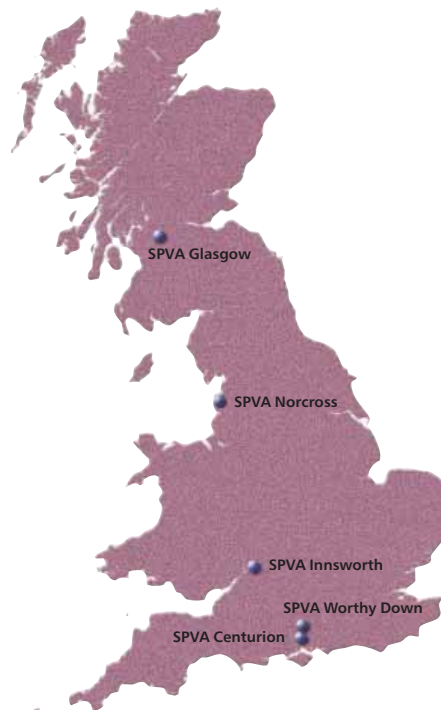 SPVA Glasgow
SPVA Norcross
SPVA Innsworth
SPVA Worthy Down
SPVA Centurion